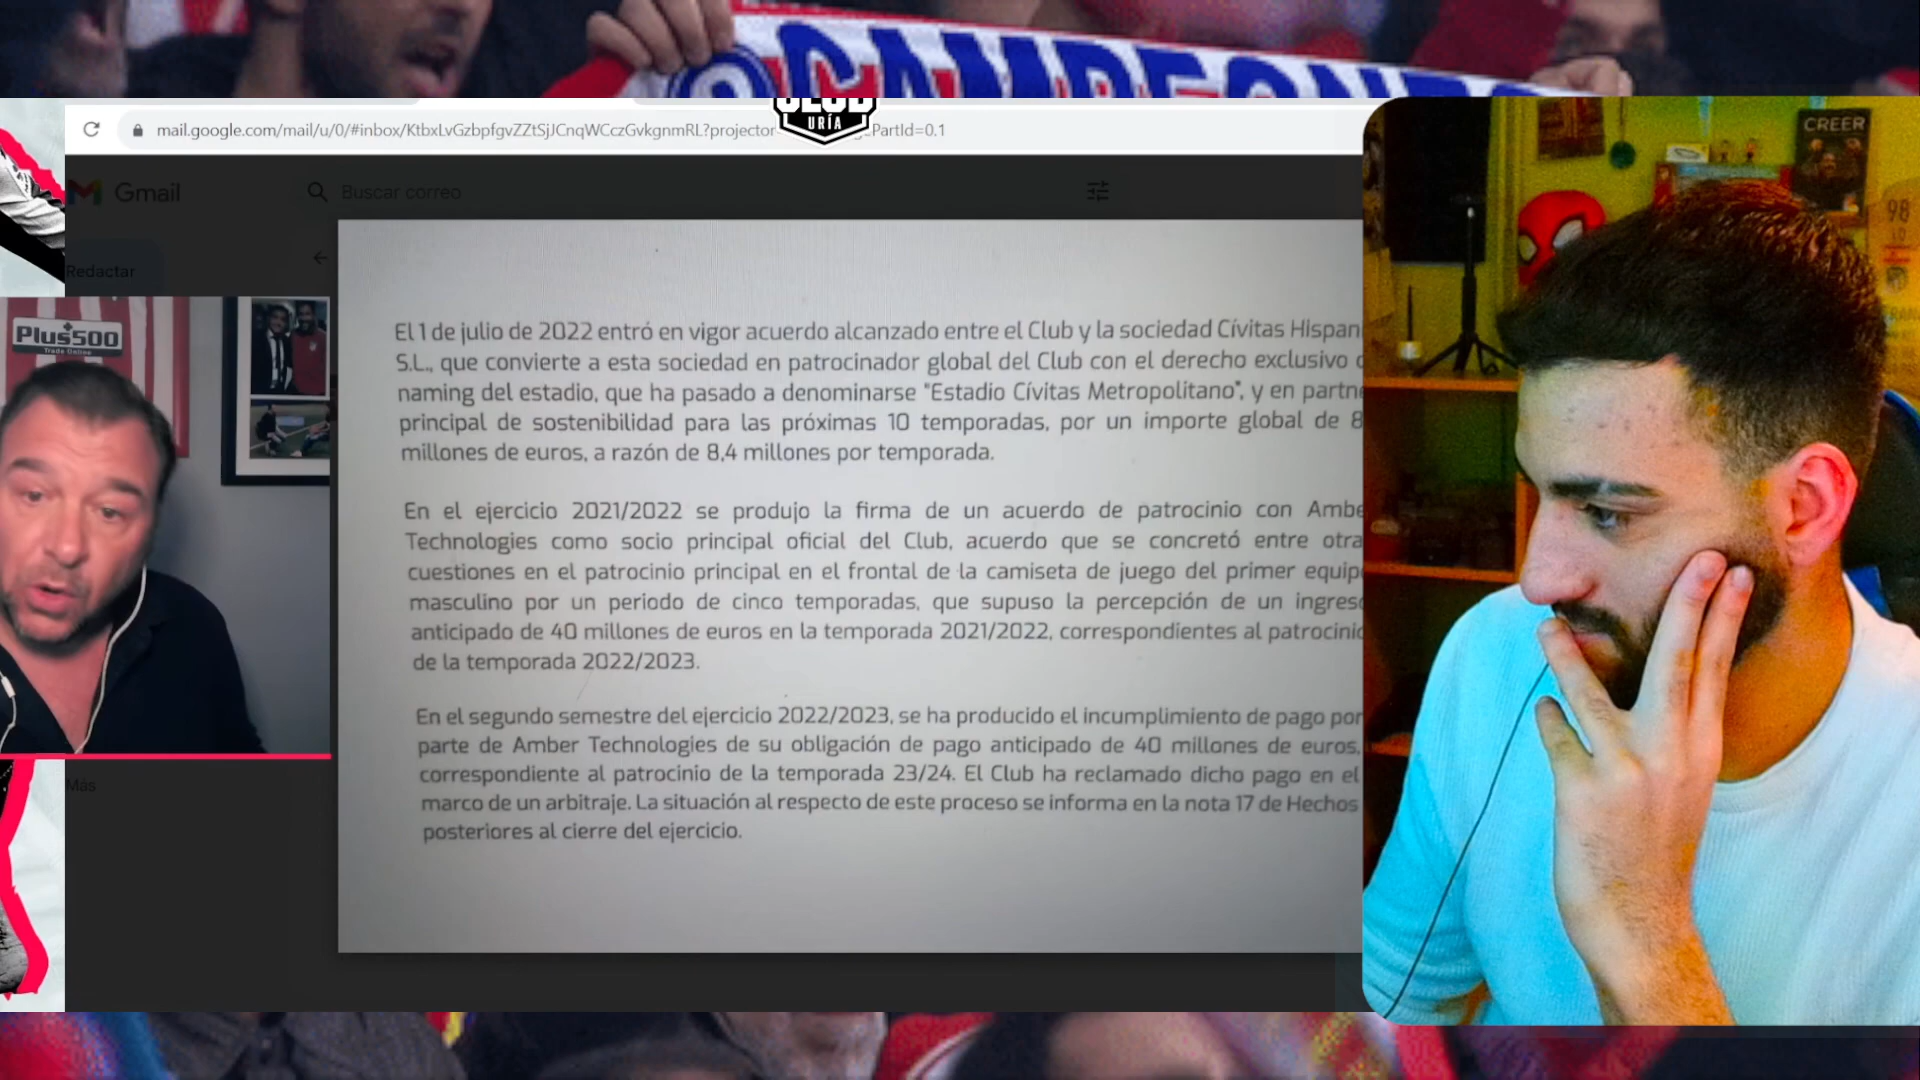 CAMPEONES
CLUB
URÍA
mail.google.com/mail/u/0/#inbox/KtbxLvGzbpfgvZZtSjJCnqWCczGvkgnmRL?projector
PartId=0.1
CREER
Gmail
Buscar correo
Redactar
98
Plus500
Trade Online
El 1 de julio de 2022 entró en vigor acuerdo alcanzado entre el Club y la sociedad Cívitas Hispan
S.L., que convierte a esta sociedad en patrocinador global del Club con el derecho exclusivo
naming del estadio, que ha pasado a denominarse "Estadio Cívitas Metropolitano", y en partne
principal de sostenibilidad para las próximas 10 temporadas, por un importe global de 8
millones de euros, a razón de 8,4 millones por temporada.
En el ejercicio 2021/2022 se produjo la firma de un acuerdo de patrocinio con Ambe
Technologies como socio principal oficial del Club, acuerdo que se concretó entre otra
cuestiones en el patrocinio principal en el frontal de la camiseta de juego del primer equip
masculino por un periodo de cinco temporadas, que supuso la percepción de un ingres
anticipado de 40 millones de euros en la temporada 2021/2022, correspondientes al patrocini
de la temporada 2022/2023.
En el segundo semestre del ejercicio 2022/2023, se ha producido el incumplimiento de pago por
parte de Amber Technologies de su obligación de pago anticipado de 40 millones de euros,
correspondiente al patrocinio de la temporada 23/24. El Club ha reclamado dicho pago en el
marco de un arbitraje. La situación al respecto de este proceso se informa en la nota 17 de Hechos
posteriores al cierre del ejercicio.
Más